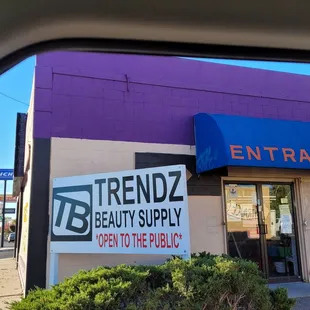 TRENDZ
TB
BEAUTY SUPPLY
*OPEN TO THE PUBLIC*
ENTRA